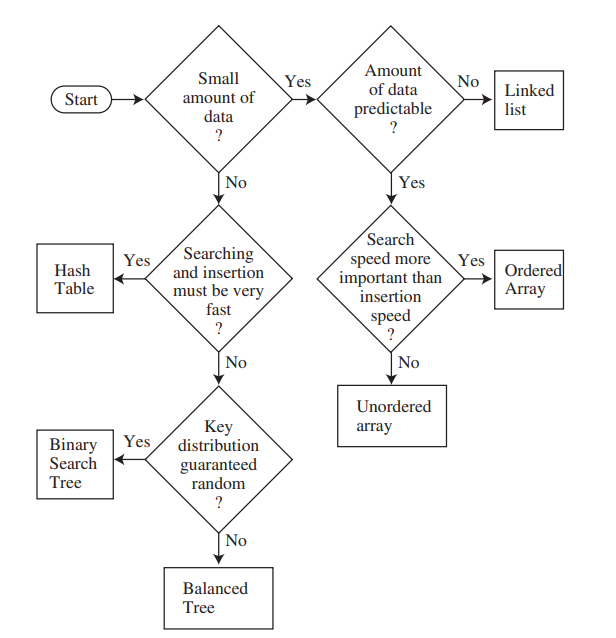 Start
Small
amount of
data
?
Yes
Amount
of data
predictable
?
No
Linked
list
No
Yes
Hash
Table
Yes
Searching
and insertion
must be very
fast
?
Search
speed more
important than
insertion
speed
?
Yes
Ordered
Array
No
No
Unordered
array
Binary
Search
Tree
Yes
Key
distribution
guaranteed
random
?
No
Balanced
Tree